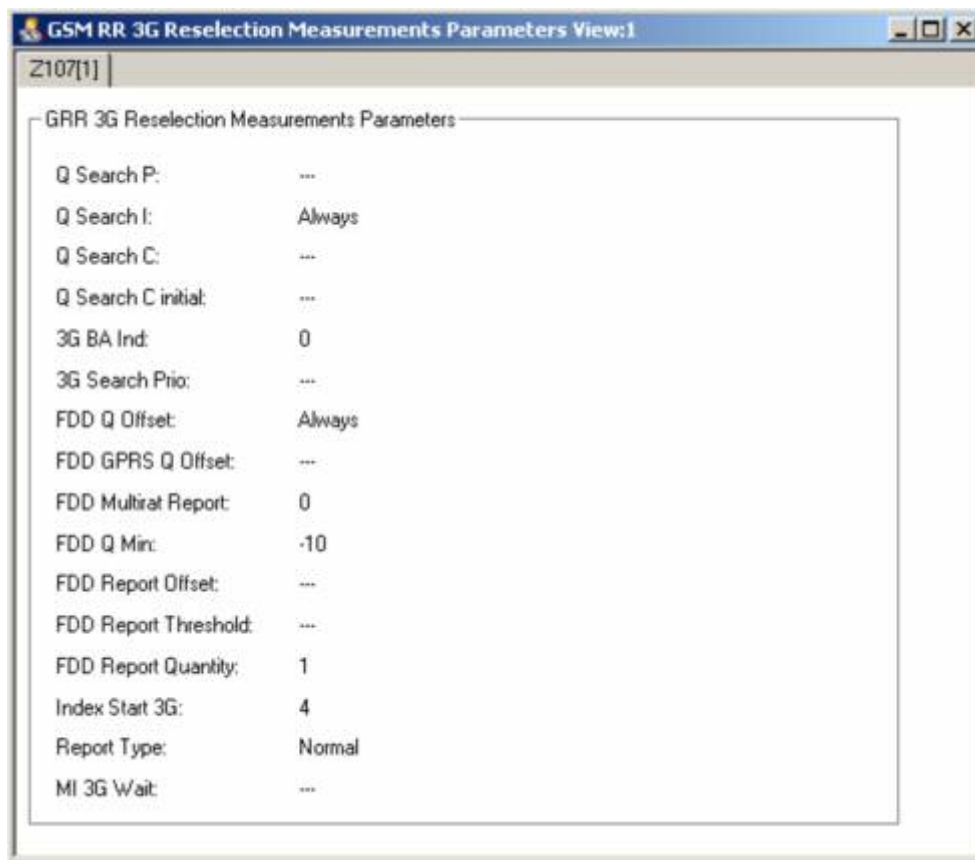 GSM RR 3G Reselection Measurements Parameters View:1
Z107[1]
GRR 3G Reselection Measurements Parameters
Q Search P: ---
Q Search I: Always
Q Search C: ---
Q Search C initial: ---
3G BA Ind: 0
3G Search Prio: ---
FDD Q Offset: Always
FDD GPRS Q Offset: ---
FDD Multirat Report: 0
FDD Q Min: -10
FDD Report Offset: ---
FDD Report Threshold: ---
FDD Report Quantity: 1
Index Start 3G: 4
Report Type: Normal
MI 3G Wait: ---